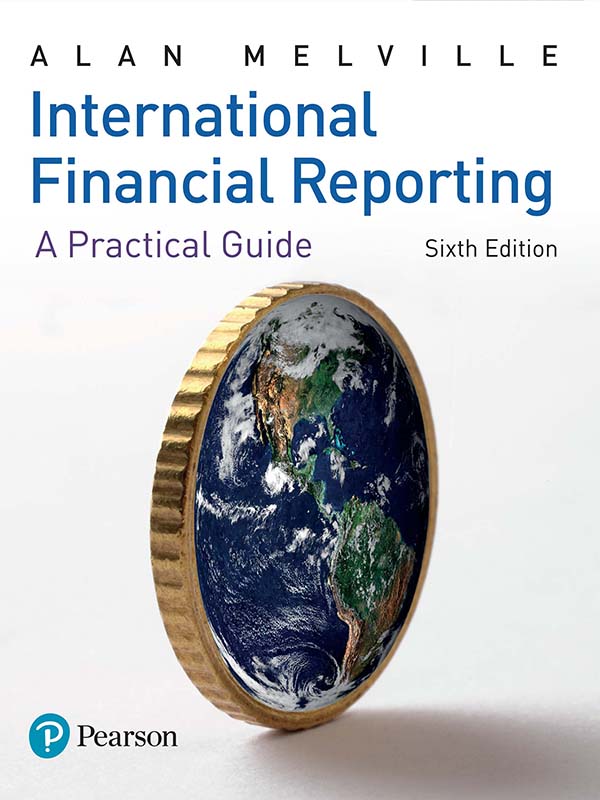 ALAN MELVILLE
International
Financial Reporting
A Practical Guide
Sixth Edition
Pearson